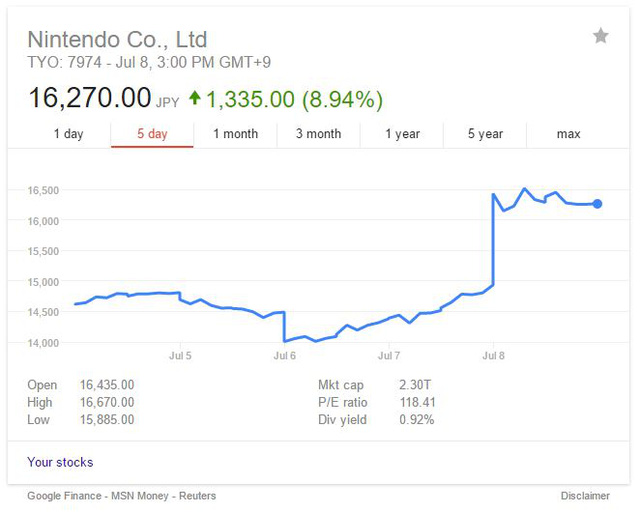 Nintendo Co., Ltd
TYO: 7974 - Jul 8, 3:00 PM GMT+9
16,270.00 JPY 1,335.00 (8.94%)
1 day 5 day 1 month 3 month 1 year 5 year max
16,500
16,000
15,500
15,000
14,500
14,000
Jul 5 Jul 6 Jul 7 Jul 8
Open 16,435.00 Mkt cap 2.30T
High 16,670.00 P/E ratio 118.41
Low 15,885.00 Div yield 0.92%
Your stocks
Google Finance - MSN Money - Reuters Disclaimer